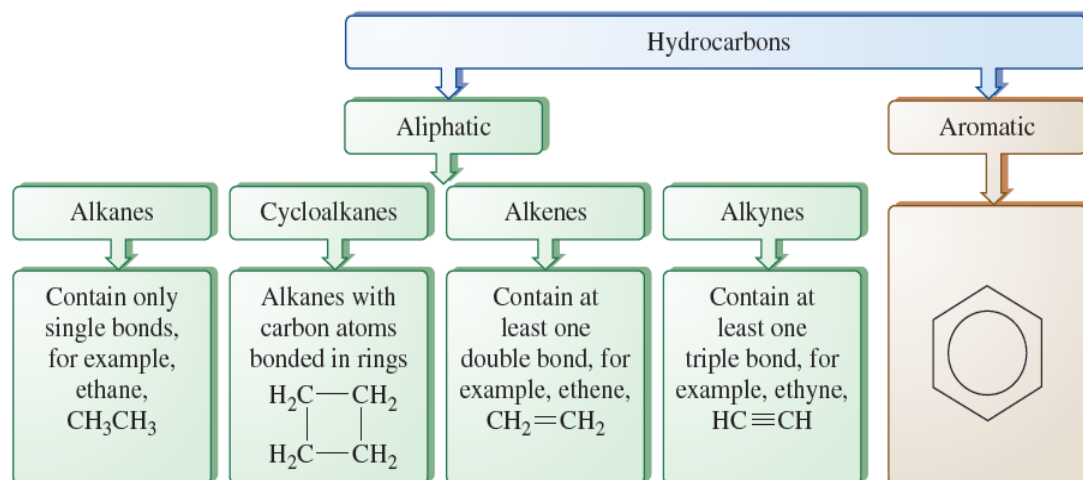 Hydrocarbons
Aliphatic
Aromatic
Alkanes
Cycloalkanes
Alkenes
Alkynes
Contain only
single bonds,
for example,
ethane,
CH₃CH₃
Alkanes with
carbon atoms
bonded in rings
H₂C—CH₂
H₂C—CH₂
Contain at
least one
double bond, for
example, ethene,
CH₂=CH₂
Contain at
least one
triple bond, for
example, ethyne,
HC≡CH